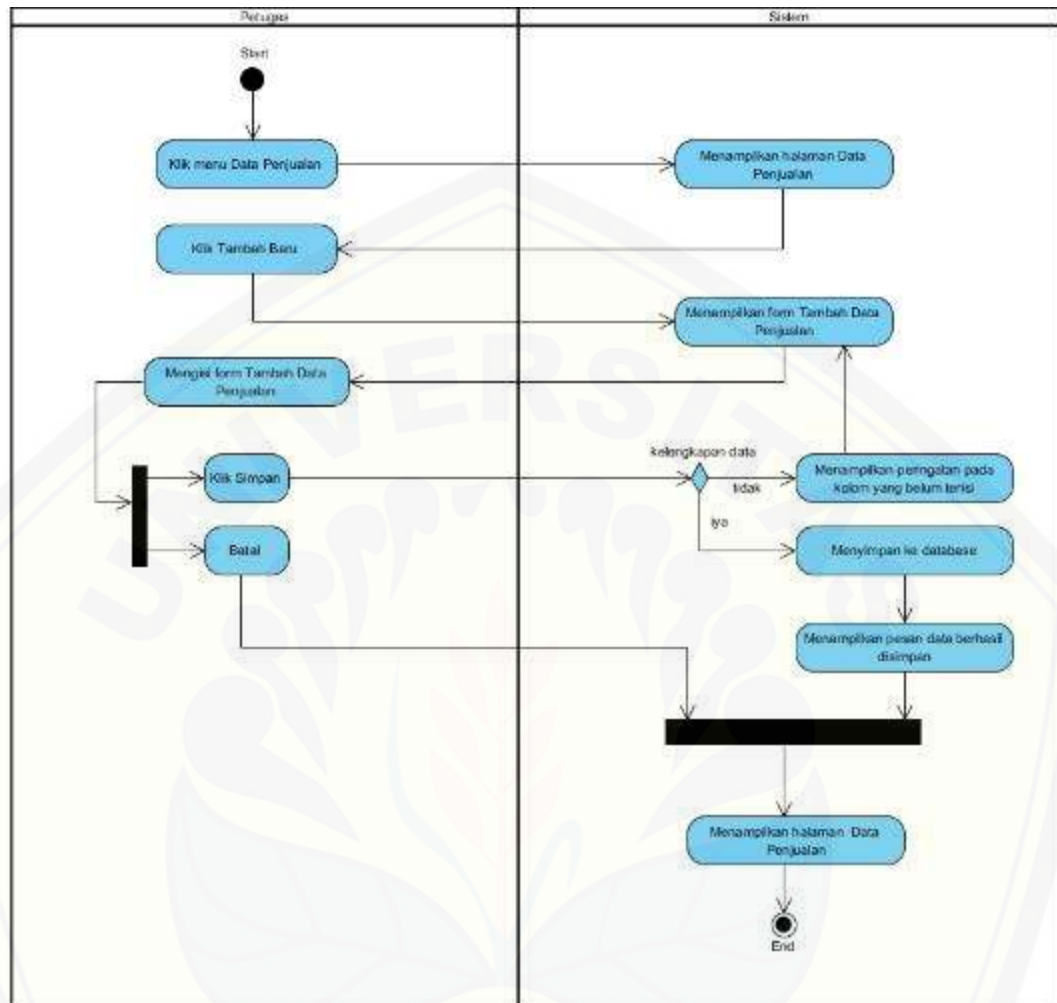 Petugas
Sistem
Start
Klik menu Data Penjualan
Menampilkan halaman Data
Penjualan
Klik Tambah Baru
Menampilkan form Tambah Data
Penjualan
Mengisi form Tambah Data
Penjualan
kelengkapan data
Klik Simpan
tidak
Menampilkan peringatan pada
kolom yang belum terisi
iya
Batal
Menyimpan ke database
Menampilkan pesan data berhasil
disimpan
Menampilkan halaman Data
Penjualan
End
UNIVERSITAS